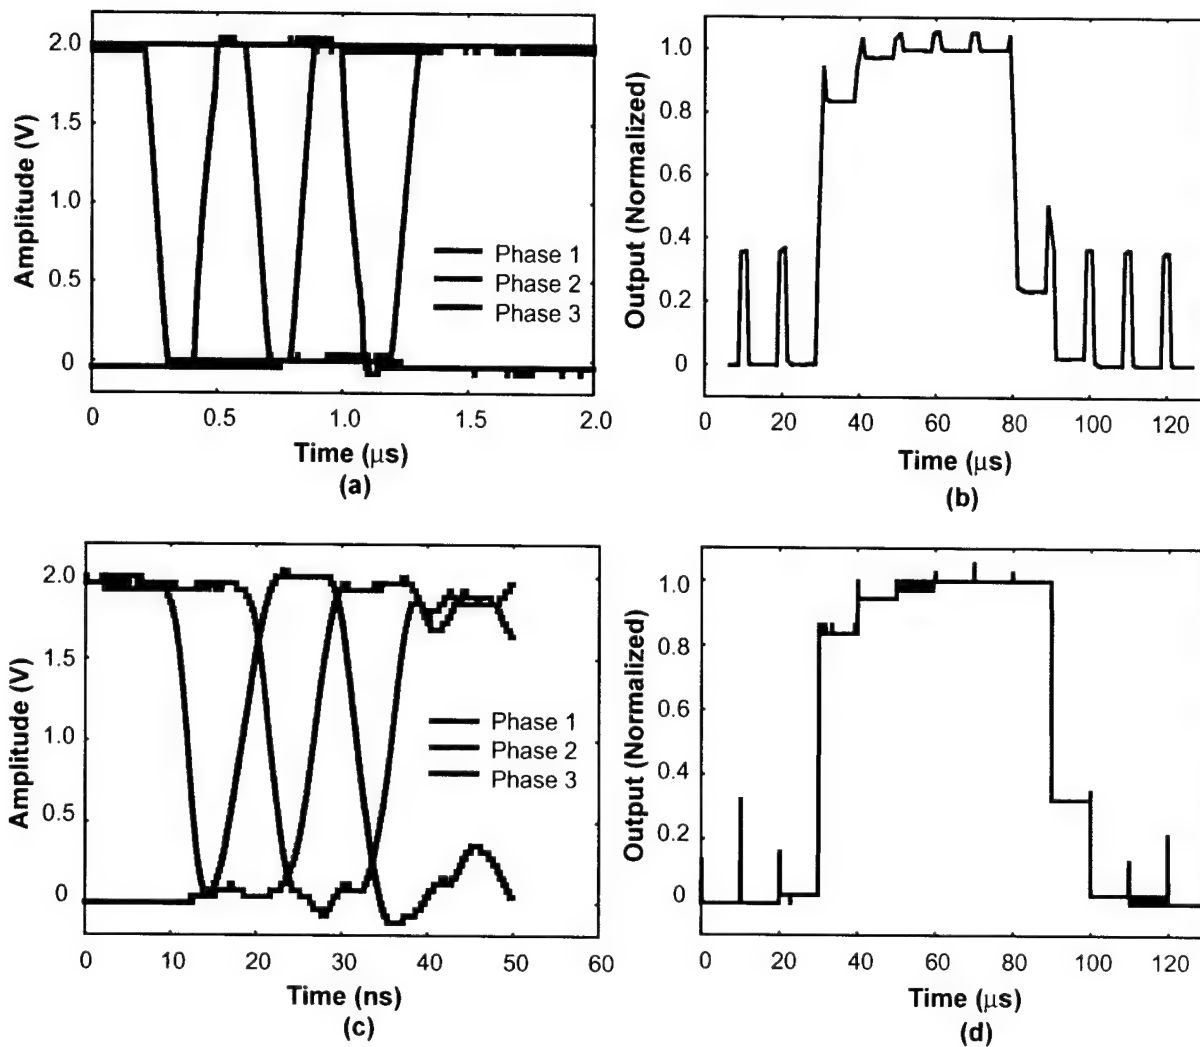 2.0
1.5
1.0
0.5
0
Amplitude (V)
Phase 1
Phase 2
Phase 3
0 0.5 1.0 1.5 2.0
Time (μs)
(a)
1.0
0.8
0.6
0.4
0.2
0
Output (Normalized)
0 20 40 60 80 100 120
Time (μs)
(b)
2.0
1.5
1.0
0.5
0
Amplitude (V)
Phase 1
Phase 2
Phase 3
0 10 20 30 40 50 60
Time (ns)
(c)
1.0
0.8
0.6
0.4
0.2
0
Output (Normalized)
0 20 40 60 80 100 120
Time (μs)
(d)